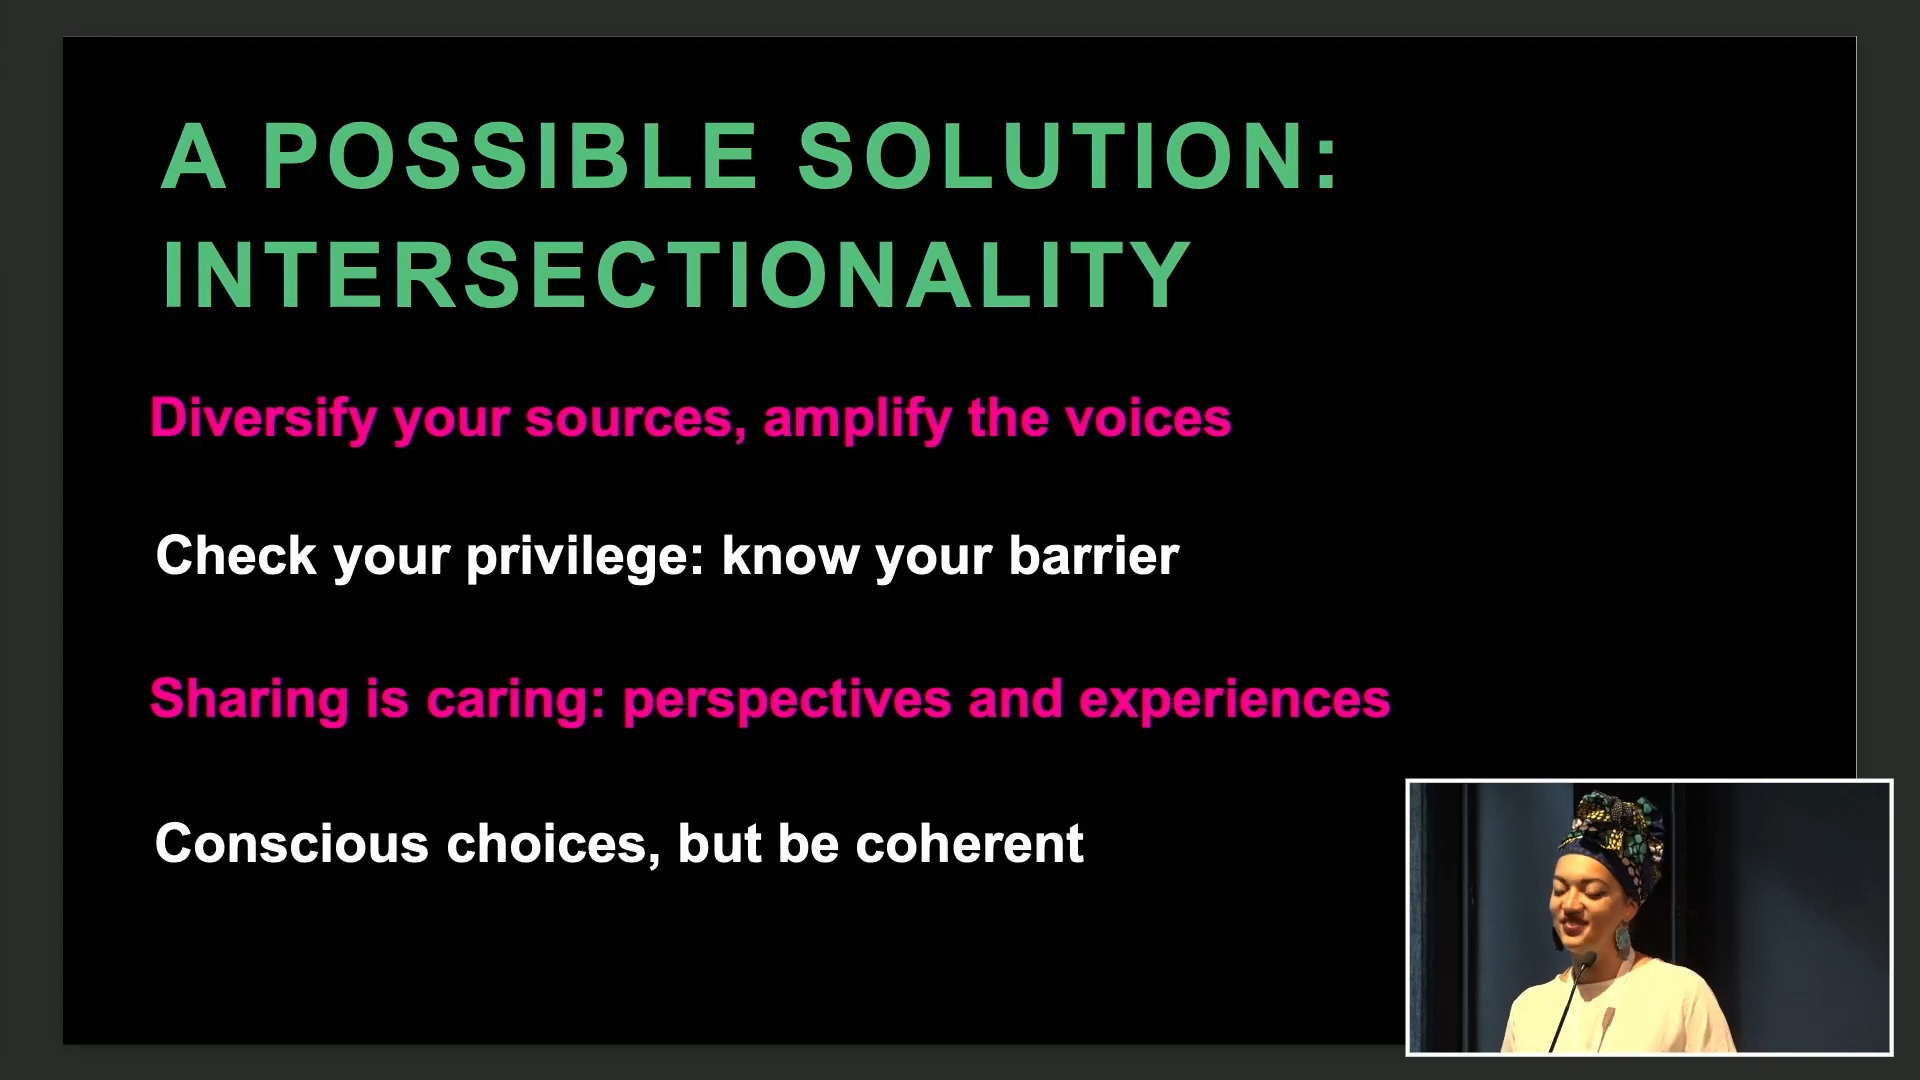 A POSSIBLE SOLUTION:
INTERSECTIONALITY
Diversify your sources, amplify the voices
Check your privilege: know your barrier
Sharing is caring: perspectives and experiences
Conscious choices, but be coherent